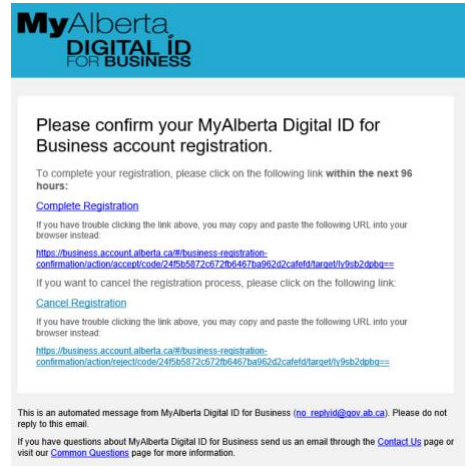 MyAlberta
DIGITAL ID
FOR BUSINESS
Please confirm your MyAlberta Digital ID for
Business account registration.
To complete your registration, please click on the following link within the next 96
hours:
Complete Registration
If you have trouble clicking the link above, you may copy and paste the following URL into your
browser instead:
https://business.account.alberta.ca/#/business-registration-
confirmation/action/accept/code/24f5b5872c672fb6467ba962d2cafefd/target/ly9sb2dpbg==
If you want to cancel the registration process, please click on the following link:
Cancel Registration
If you have trouble clicking the link above, you may copy and paste the following URL into your
browser instead:
https://business.account.alberta.ca/#/business-registration-
confirmation/action/reject/code/24f5b5872c672fb6467ba962d2cafefd/target/ly9sb2dpbg==
This is an automated message from MyAlberta Digital ID for Business (no_replyid@gov.ab.ca). Please do not
reply to this email.
If you have questions about MyAlberta Digital ID for Business send us an email through the Contact Us page or
visit our Common Questions page for more information.